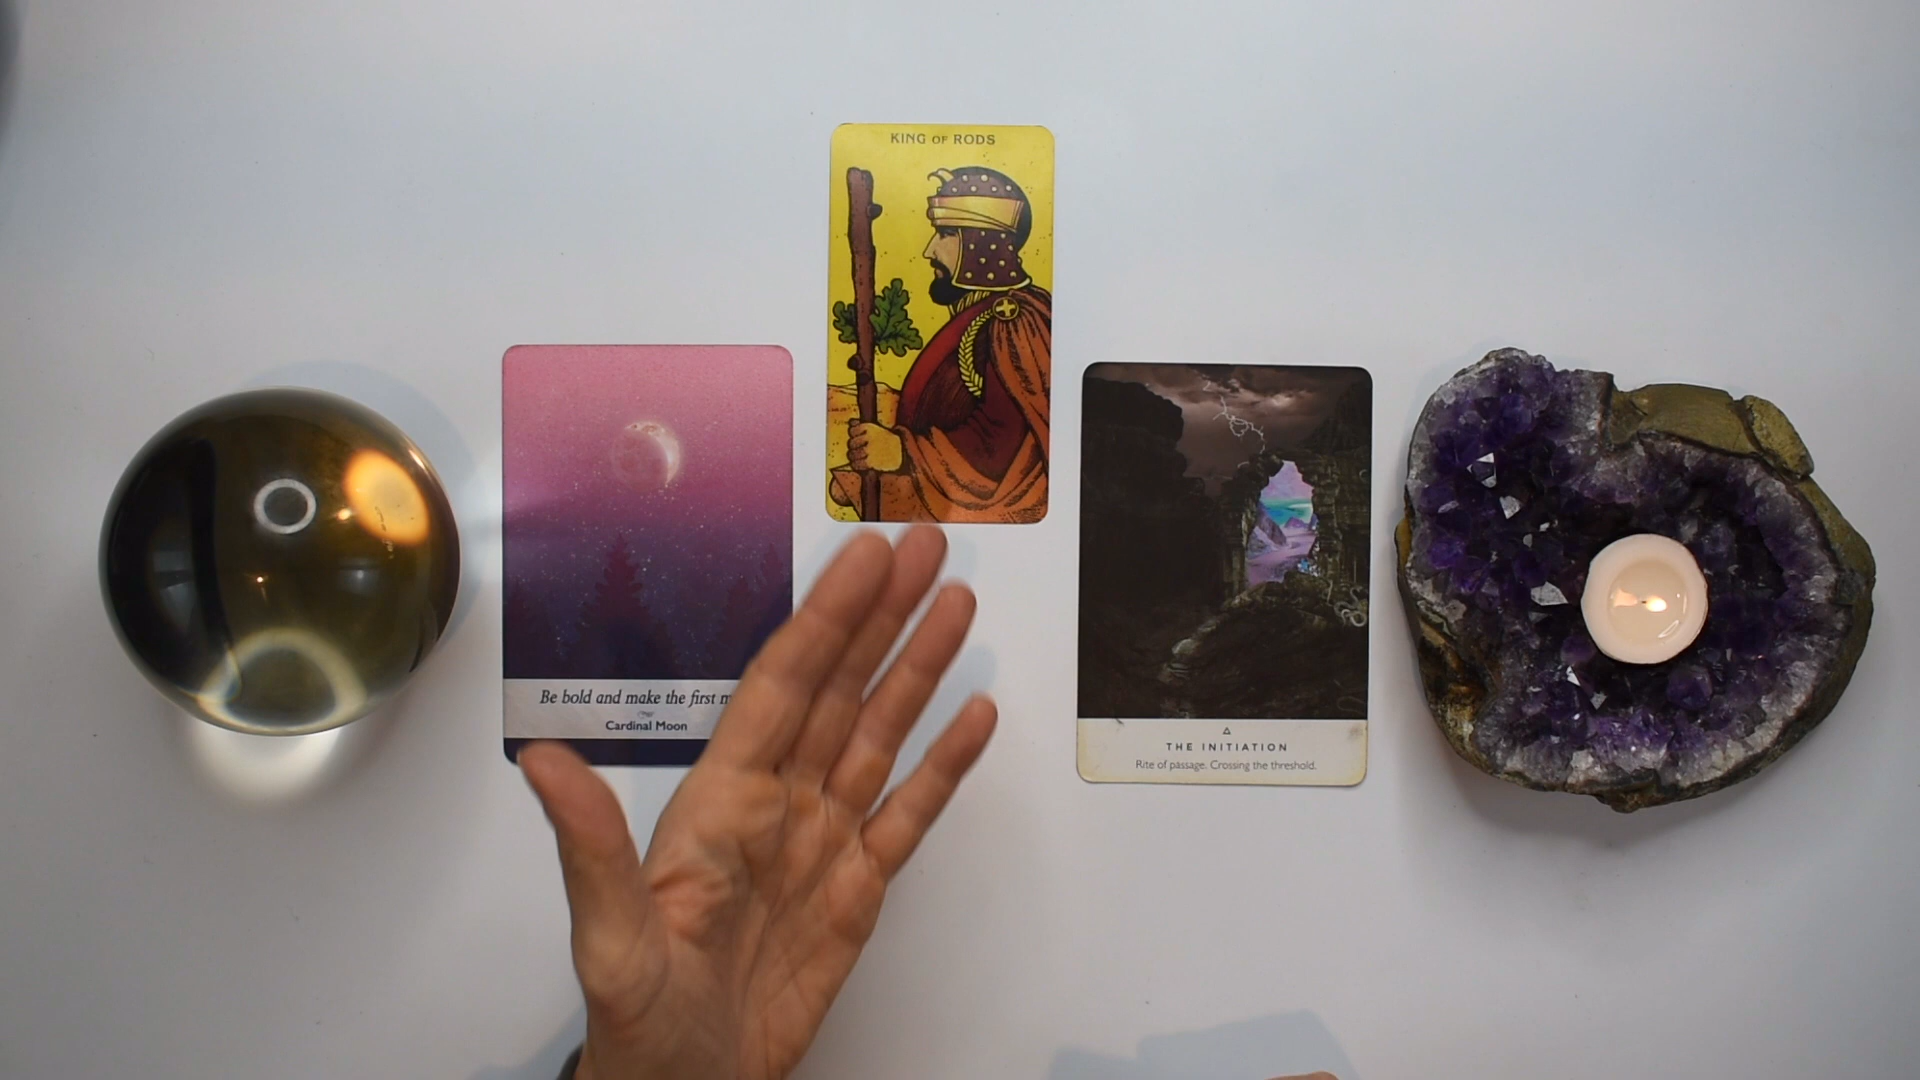 KING OF RODS
Be bold and make the first
Cardinal Moon
THE INITIATION
Rite of passage. Crossing the threshold.